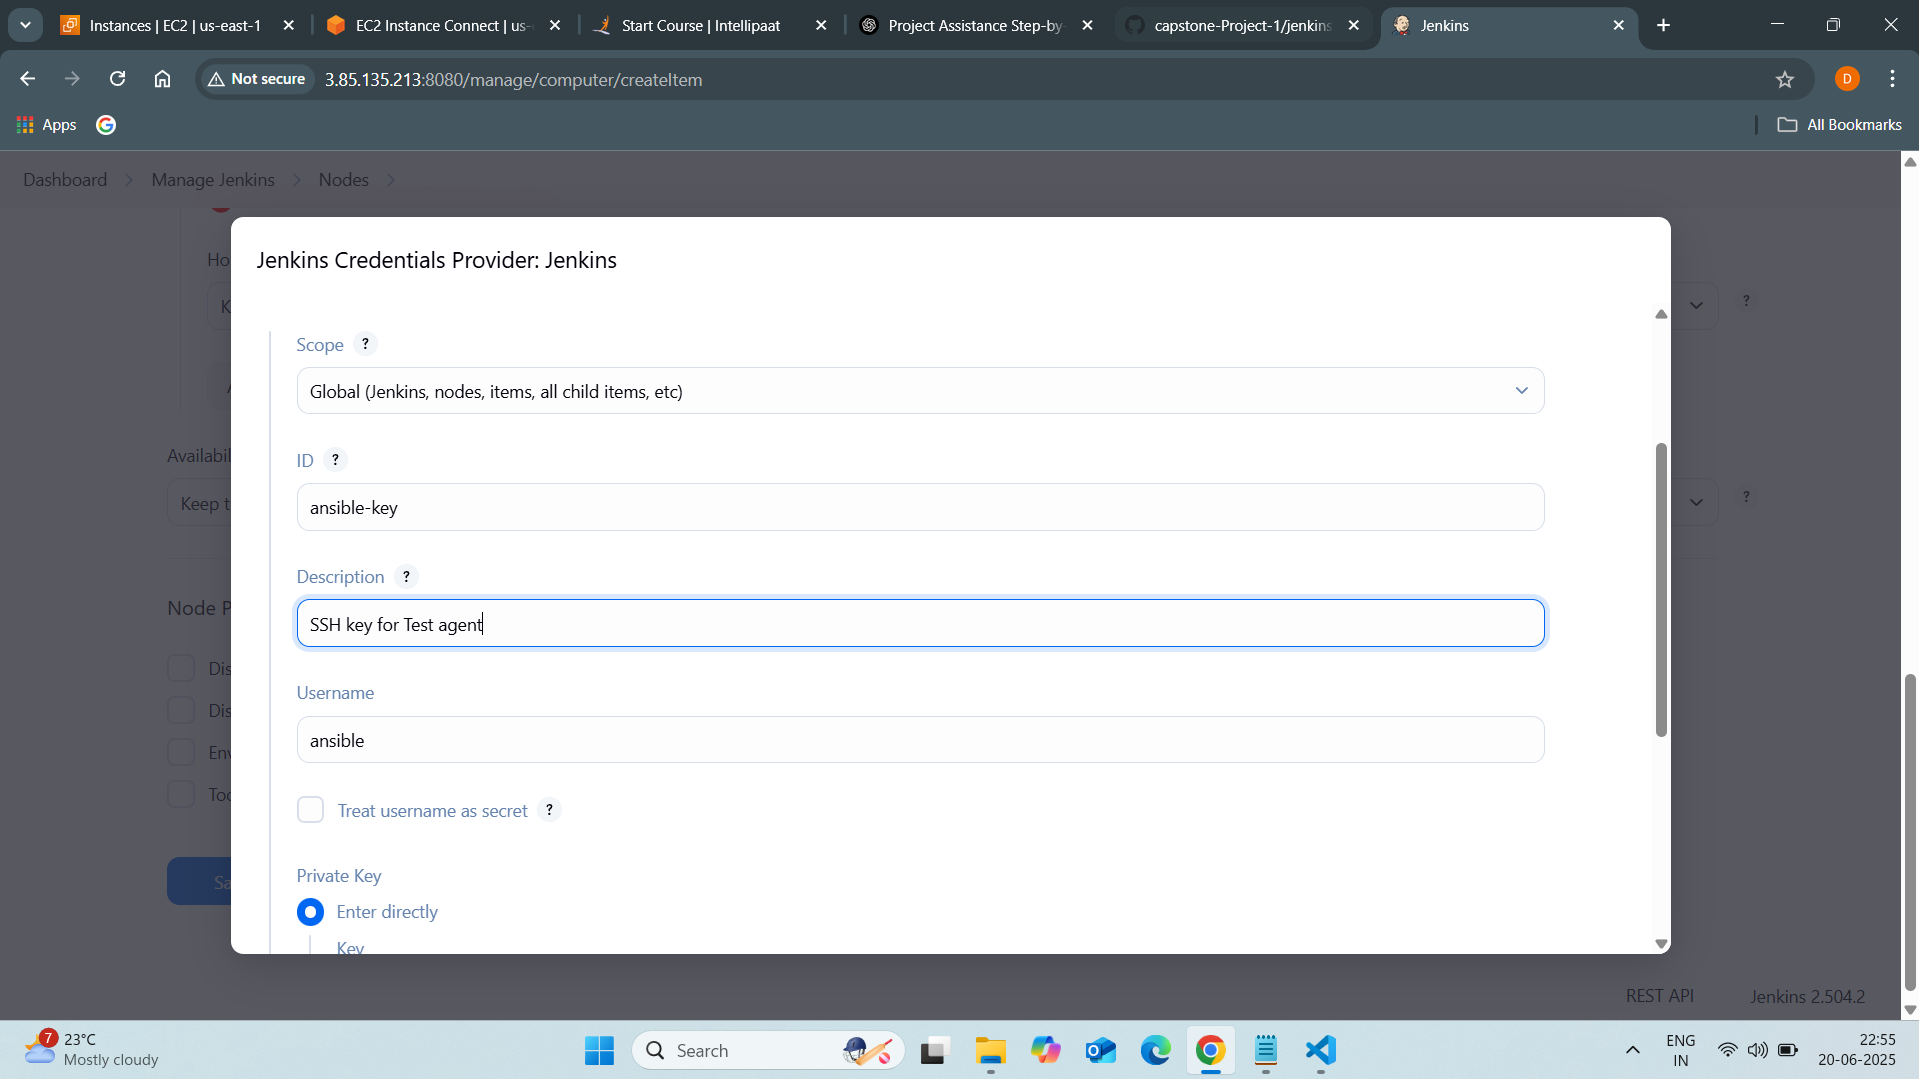 Instances | EC2 | us-east-1
EC2 Instance Connect | us-
Start Course | Intellipaat
Project Assistance Step-by-
capstone-Project-1/jenkins
Jenkins
Not secure
3.85.135.213:8080/manage/computer/createItem
D
Apps
All Bookmarks
Dashboard
Manage Jenkins
Nodes
Jenkins Credentials Provider: Jenkins
Ho
K
?
Scope ?
Global (Jenkins, nodes, items, all child items, etc)
ID ?
Availabil
ansible-key
Keep t
?
Description ?
Node P
SSH key for Test agent
Dis
Username
Dis
ansible
Env
Too
Treat username as secret ?
Private Key
Sa
Enter directly
Key
REST API
Jenkins 2.504.2
7
23°C
Mostly cloudy
Search
ENG
IN
22:55
20-06-2025